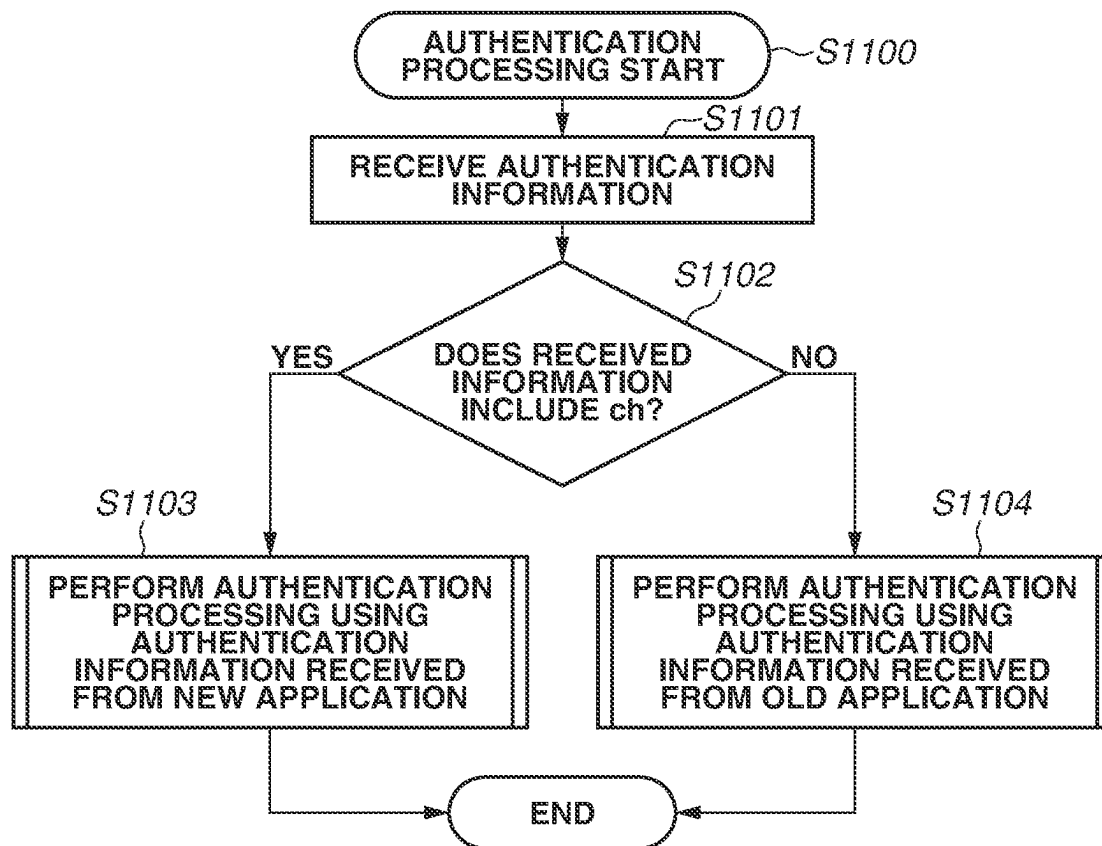 AUTHENTICATION
PROCESSING START
S1100
S1101
RECEIVE AUTHENTICATION
INFORMATION
S1102
YES
DOES RECEIVED
INFORMATION
INCLUDE ch?
NO
S1103
PERFORM AUTHENTICATION
PROCESSING USING
AUTHENTICATION
INFORMATION RECEIVED
FROM NEW APPLICATION
S1104
PERFORM AUTHENTICATION
PROCESSING USING
AUTHENTICATION
INFORMATION RECEIVED
FROM OLD APPLICATION
END